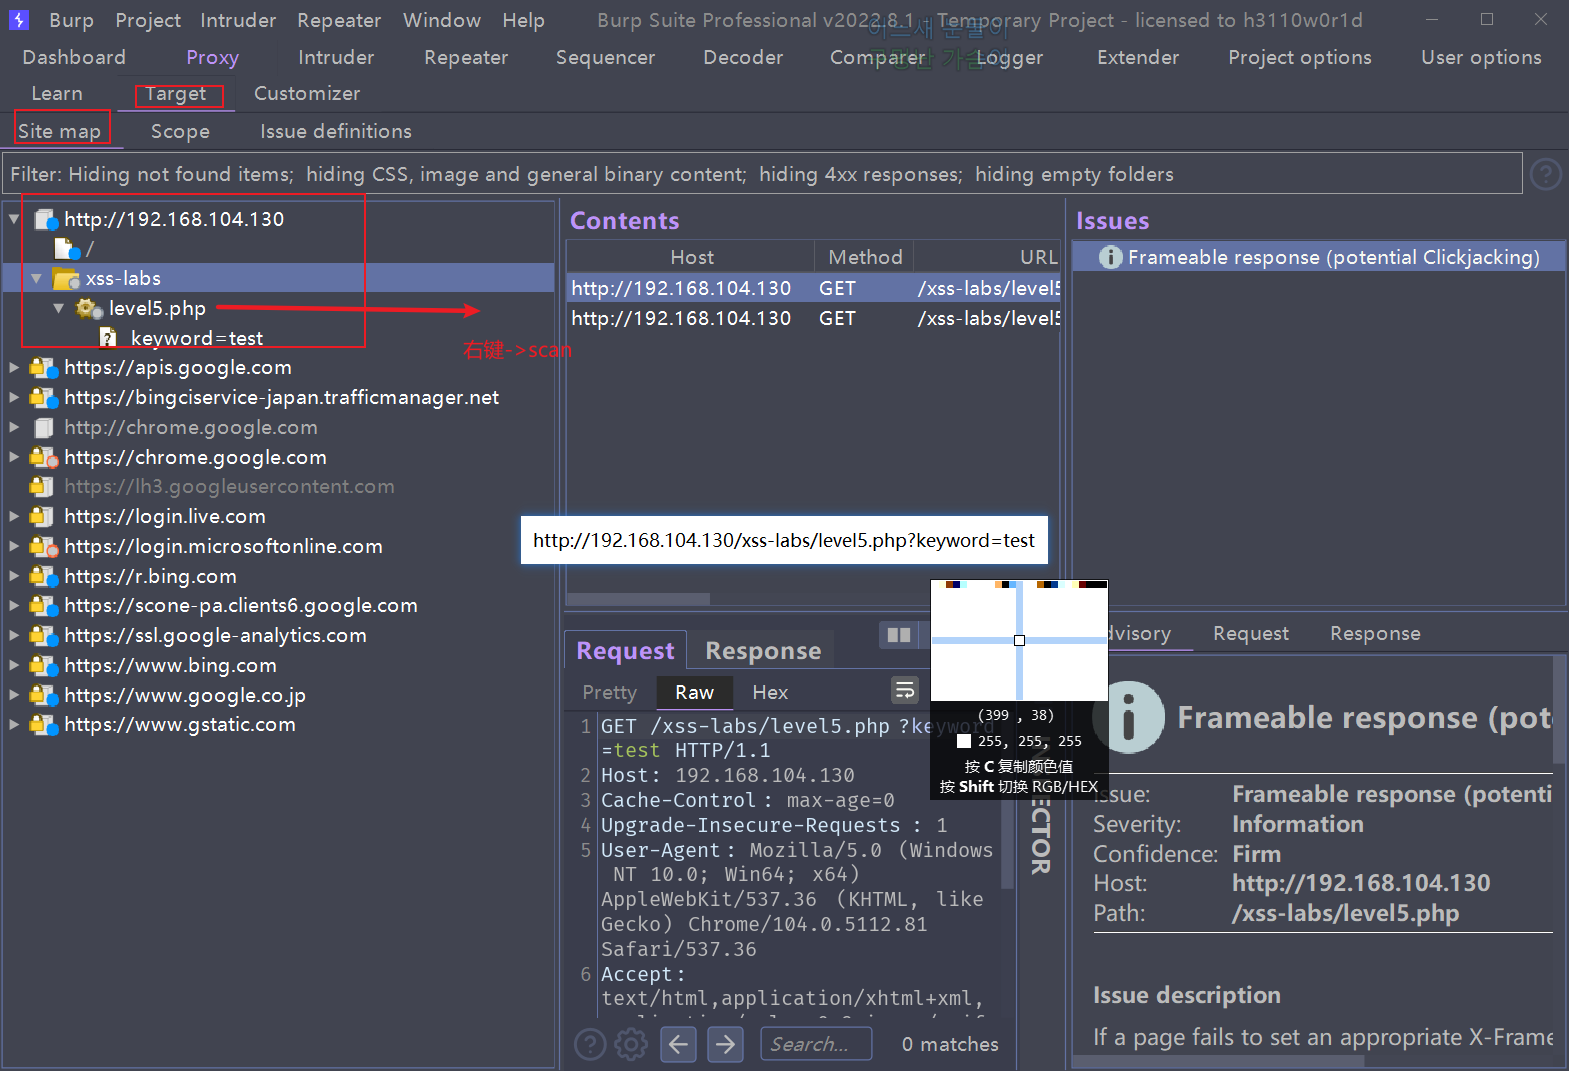 Burp Project Intruder Repeater Window Help Burp Suite Professional v2022.8.1 - Temporary Project - licensed to h3110w0r1d
Dashboard Proxy Intruder Repeater Sequencer Decoder Comparer Logger Extender Project options User options
Learn Target Customizer
Site map Scope Issue definitions
Filter: Hiding not found items; hiding CSS, image and general binary content; hiding 4xx responses; hiding empty folders
http://192.168.104.130
/
xss-labs
level5.php
keyword=test
右键->scan
https://apis.google.com
https://bingciservice-japan.trafficmanager.net
http://chrome.google.com
https://chrome.google.com
https://lh3.googleusercontent.com
https://login.live.com
https://login.microsoftonline.com
https://r.bing.com
https://scone-pa.clients6.google.com
https://ssl.google-analytics.com
https://www.bing.com
https://www.google.co.jp
https://www.gstatic.com
Contents
Host Method URL
http://192.168.104.130 GET /xss-labs/level5
http://192.168.104.130 GET /xss-labs/level5
http://192.168.104.130/xss-labs/level5.php?keyword=test
Issues
Frameable response (potential Clickjacking)
(399 , 38)
255, 255, 255
按 C 复制颜色值
按 Shift 切换 RGB/HEX
Request Response
Pretty Raw Hex
1 GET /xss-labs/level5.php ?keyword
=test HTTP/1.1
2 Host: 192.168.104.130
3 Cache-Control : max-age=0
4 Upgrade-Insecure-Requests : 1
5 User-Agent : Mozilla/5.0 (Windows
NT 10.0; Win64; x64)
AppleWebKit/537.36 (KHTML, like
Gecko) Chrome/104.0.5112.81
Safari/537.36
6 Accept :
text/html,application/xhtml+xml,
Search... 0 matches
INSPECTOR
dvisory Request Response
Frameable response (pot
Issue: Frameable response (potenti
Severity: Information
Confidence: Firm
Host: http://192.168.104.130
Path: /xss-labs/level5.php
Issue description
If a page fails to set an appropriate X-Frame